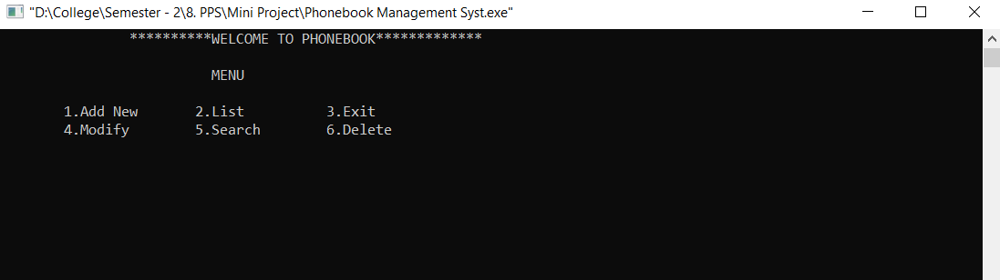 "D:\College\Semester - 2\8. PPS\Mini Project\Phonebook Management Syst.exe"
**********WELCOME TO PHONEBOOK*************
MENU
1.Add New 2.List 3.Exit
4.Modify 5.Search 6.Delete